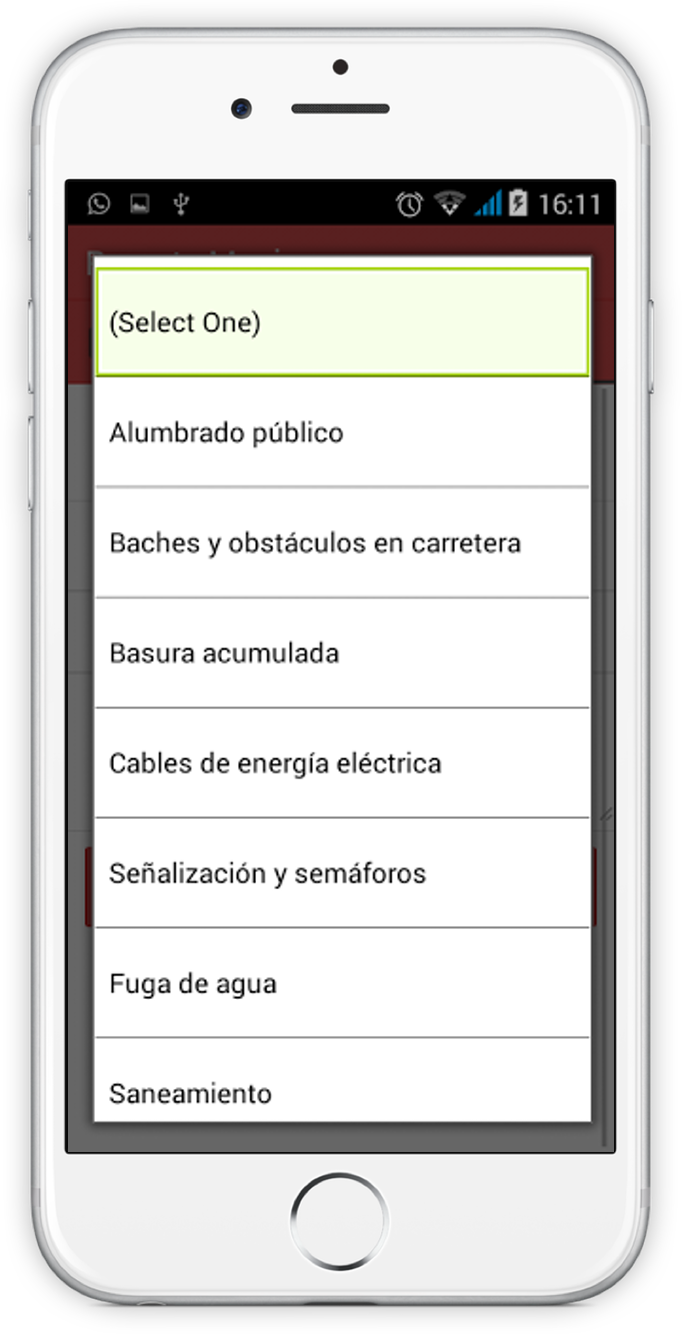 16:11
(Select One)
Alumbrado público
Baches y obstáculos en carretera
Basura acumulada
Cables de energía eléctrica
Señalización y semáforos
Fuga de agua
Saneamiento